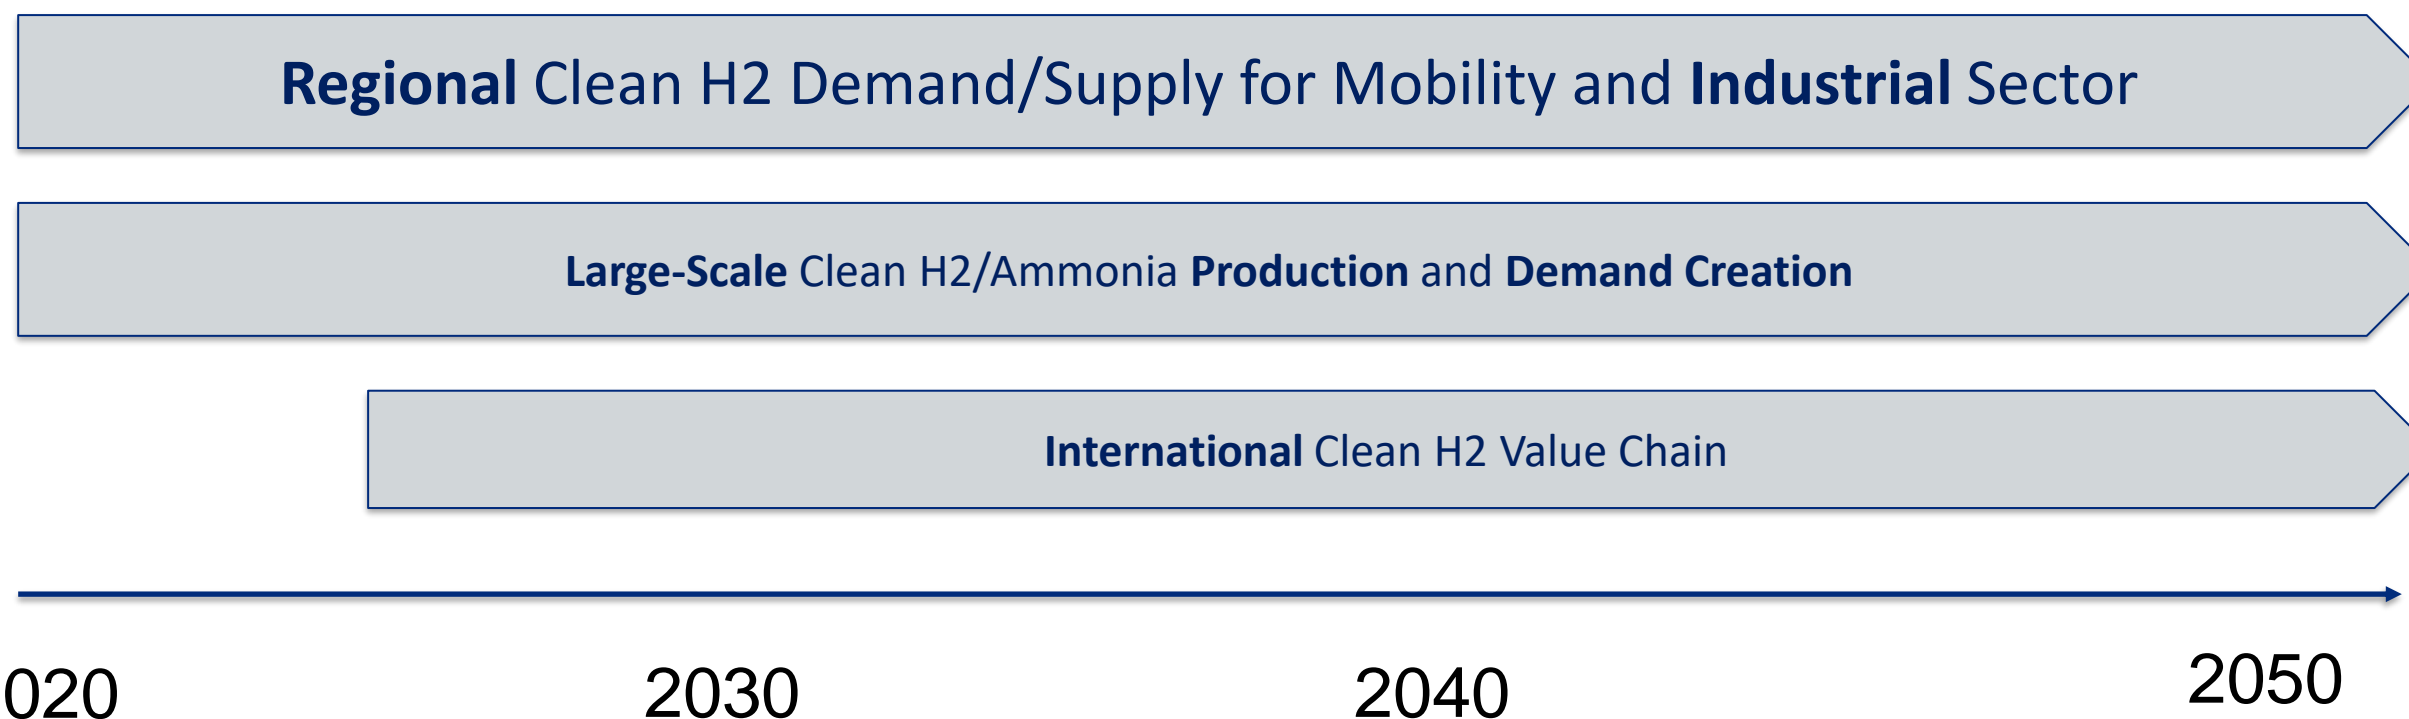 Regional Clean H2 Demand/Supply for Mobility and Industrial Sector
Large-Scale Clean H2/Ammonia Production and Demand Creation
International Clean H2 Value Chain
020 2030 2040 2050